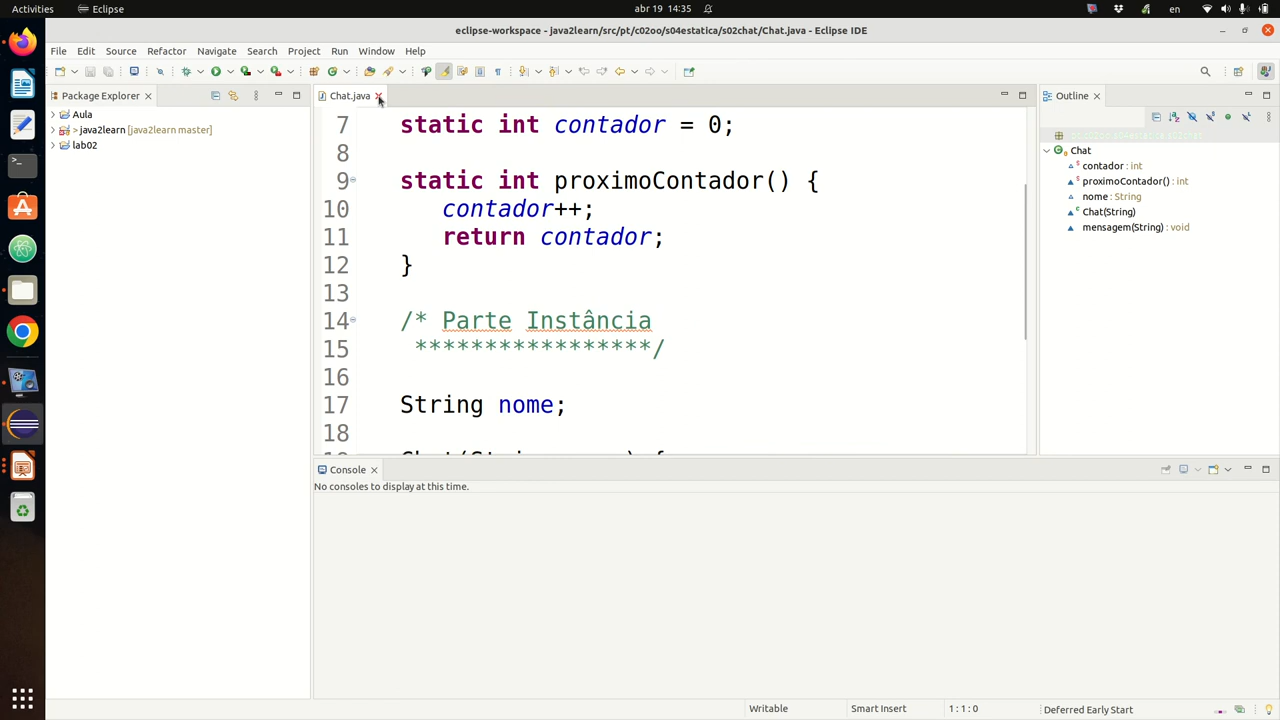 Activities
abr 19 14:35
en
eclipse-workspace - java2learn/src/pt/c02oo/s04estatica/s02chat/Chat.java - Eclipse IDE
File Edit Source Refactor Navigate Search Project Run Window Help
Package Explorer
Chat.java
Outline
Aula
> java2learn [java2learn master]
lab02
7 static int contador = 0;
8
9 static int proximoContador() {
10 contador++;
11 return contador;
12 }
13
14 /* Parte Instância
15 *****************/
16
17 String nome;
18
pt.c02oo.s04estatica.s02chat
Chat
contador : int
proximoContador() : int
nome : String
Chat(String)
mensagem(String) : void
Console
No consoles to display at this time.
Writable
Smart Insert
1 : 1 : 0
Deferred Early Start